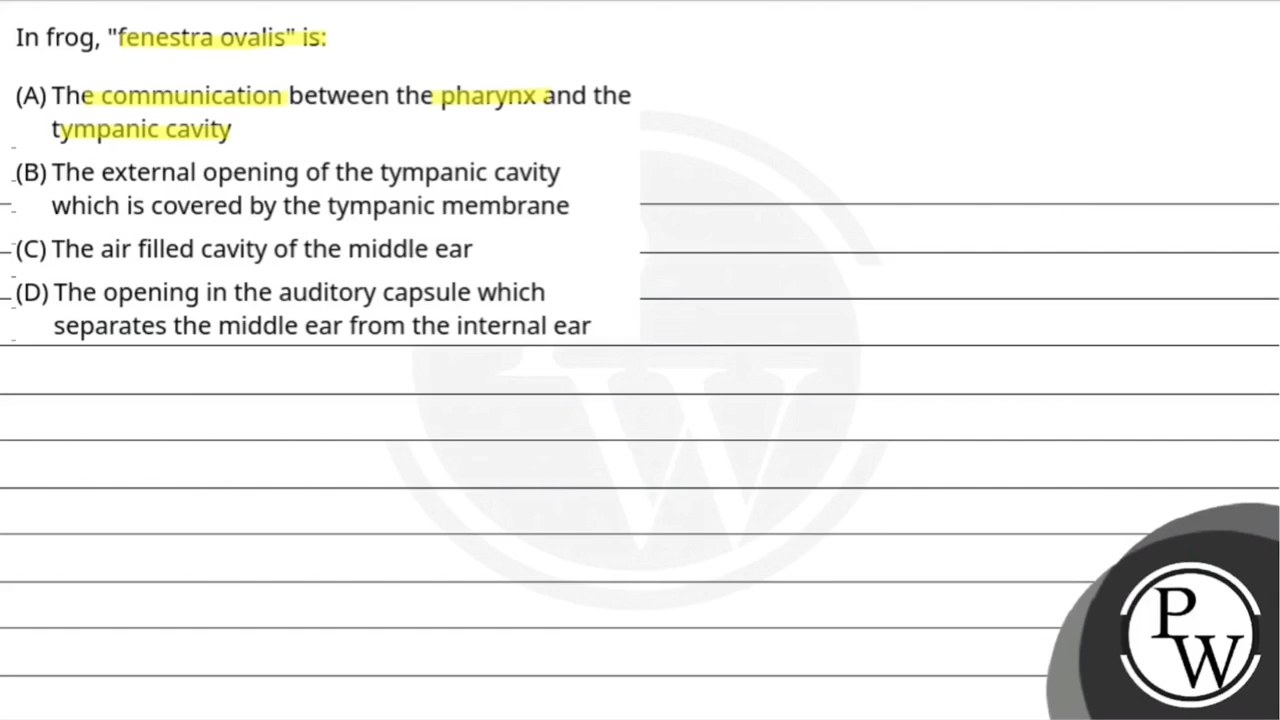 In frog, "fenestra ovalis" is:
(A) The communication between the pharynx and the
tympanic cavity
(B) The external opening of the tympanic cavity
which is covered by the tympanic membrane
(C) The air filled cavity of the middle ear
(D) The opening in the auditory capsule which
separates the middle ear from the internal ear
W
P
W